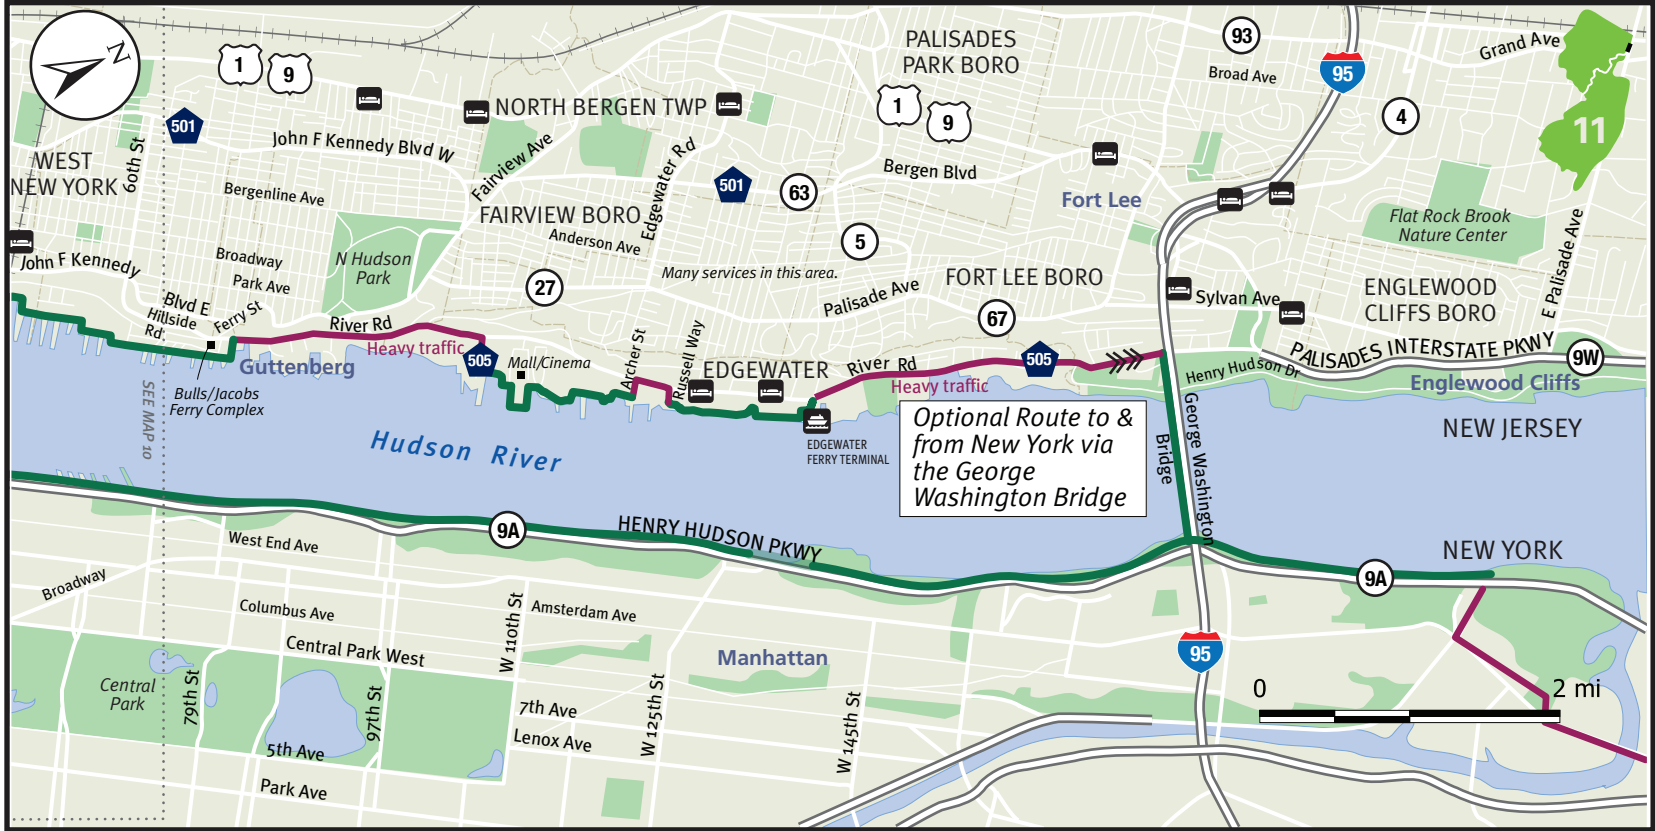 N
1
9
501
WEST
NEW YORK
60th St
John F Kennedy Blvd W
Bergenline Ave
John F Kennedy
Blvd E
Broadway
Park Ave
Hillside
Rd
Ferry St
N Hudson
Park
Fairview Ave
NORTH BERGEN TWP
FAIRVIEW BORO
Edgewater Rd
Anderson Ave
27
501
63
5
Many services in this area.
PALISADES
PARK BORO
1
9
Bergen Blvd
Fort Lee
FORT LEE BORO
Palisade Ave
67
93
Broad Ave
95
4
Grand Ave
11
Flat Rock Brook
Nature Center
E Palisade Ave
ENGLEWOOD
CLIFFS BORO
Sylvan Ave
PALISADES INTERSTATE PKWY
9W
Henry Hudson Dr
Englewood Cliffs
River Rd
Heavy traffic
505
Mall/Cinema
Archer St
Russell Way
EDGEWATER
River Rd
Heavy traffic
505
Guttenberg
Bulls/Jacobs
Ferry Complex
SEE MAP 10
Hudson River
EDGEWATER
FERRY TERMINAL
Optional Route to &
from New York via
the George
Washington Bridge
George Washington
Bridge
NEW JERSEY
NEW YORK
9A
HENRY HUDSON PKWY
9A
West End Ave
Broadway
Columbus Ave
Amsterdam Ave
Central Park West
W 110th St
Manhattan
95
Central
Park
79th St
97th St
7th Ave
Lenox Ave
W 125th St
W 145th St
5th Ave
Park Ave
0
2 mi